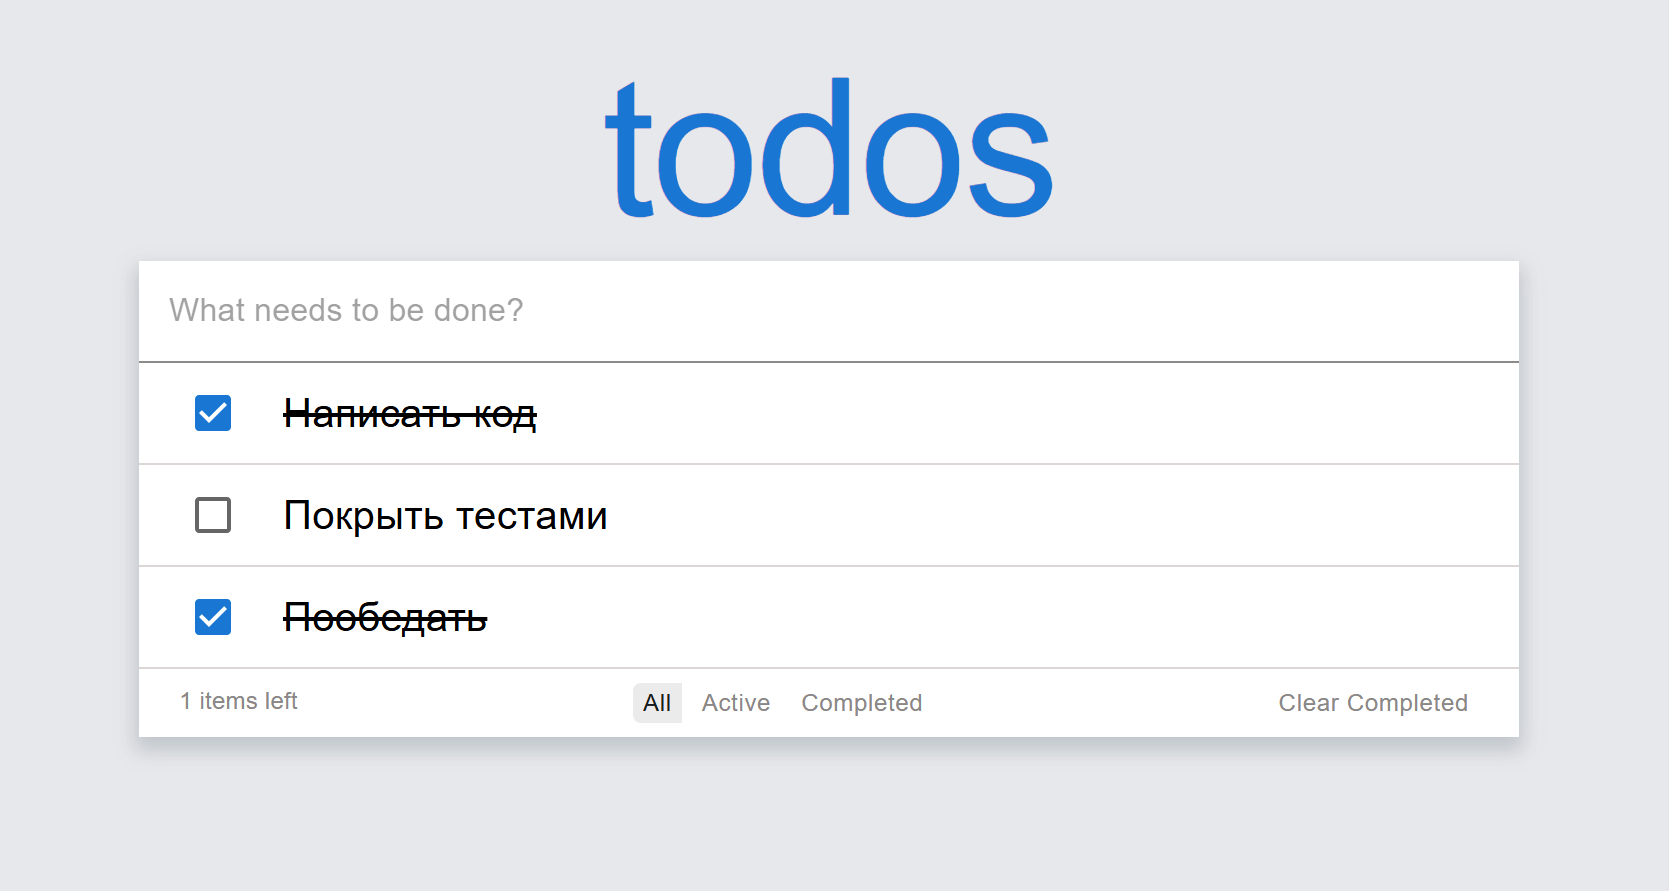 todos
What needs to be done?
Написать код
Покрыть тестами
Пообедать
1 items left All Active Completed Clear Completed